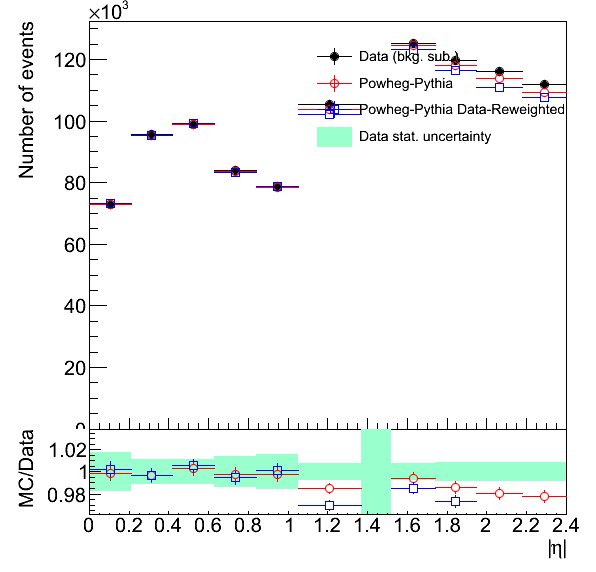 ×10³
Number of events
120
100
80
60
40
20
0
Data (bkg. sub.)
Powheg-Pythia
Powheg-Pythia Data-Reweighted
Data stat. uncertainty
MC/Data
1.02
1
0.98
0 0.2 0.4 0.6 0.8 1 1.2 1.4 1.6 1.8 2 2.2 2.4
|η|